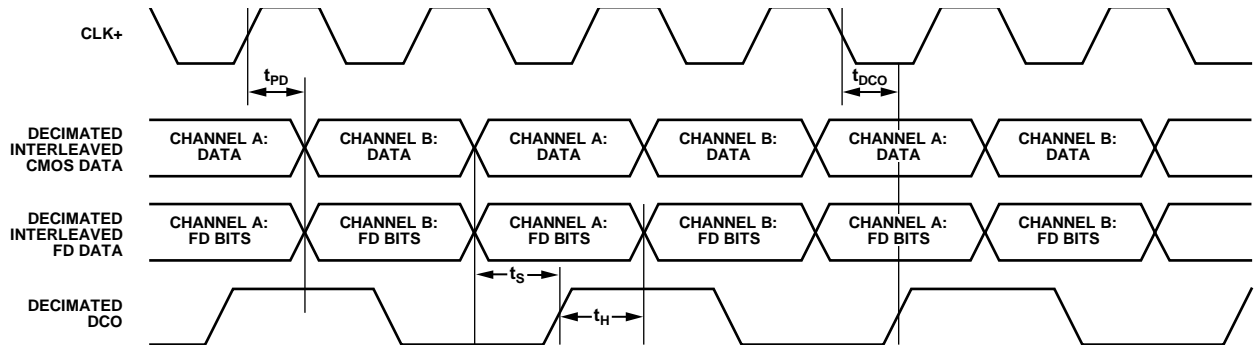 CLK+
tPD
tDCO
DECIMATED
INTERLEAVED
CMOS DATA
CHANNEL A:
DATA
CHANNEL B:
DATA
CHANNEL A:
DATA
CHANNEL B:
DATA
CHANNEL A:
DATA
CHANNEL B:
DATA
DECIMATED
INTERLEAVED
FD DATA
CHANNEL A:
FD BITS
CHANNEL B:
FD BITS
CHANNEL A:
FD BITS
CHANNEL B:
FD BITS
CHANNEL A:
FD BITS
CHANNEL B:
FD BITS
tS
tH
DECIMATED
DCO